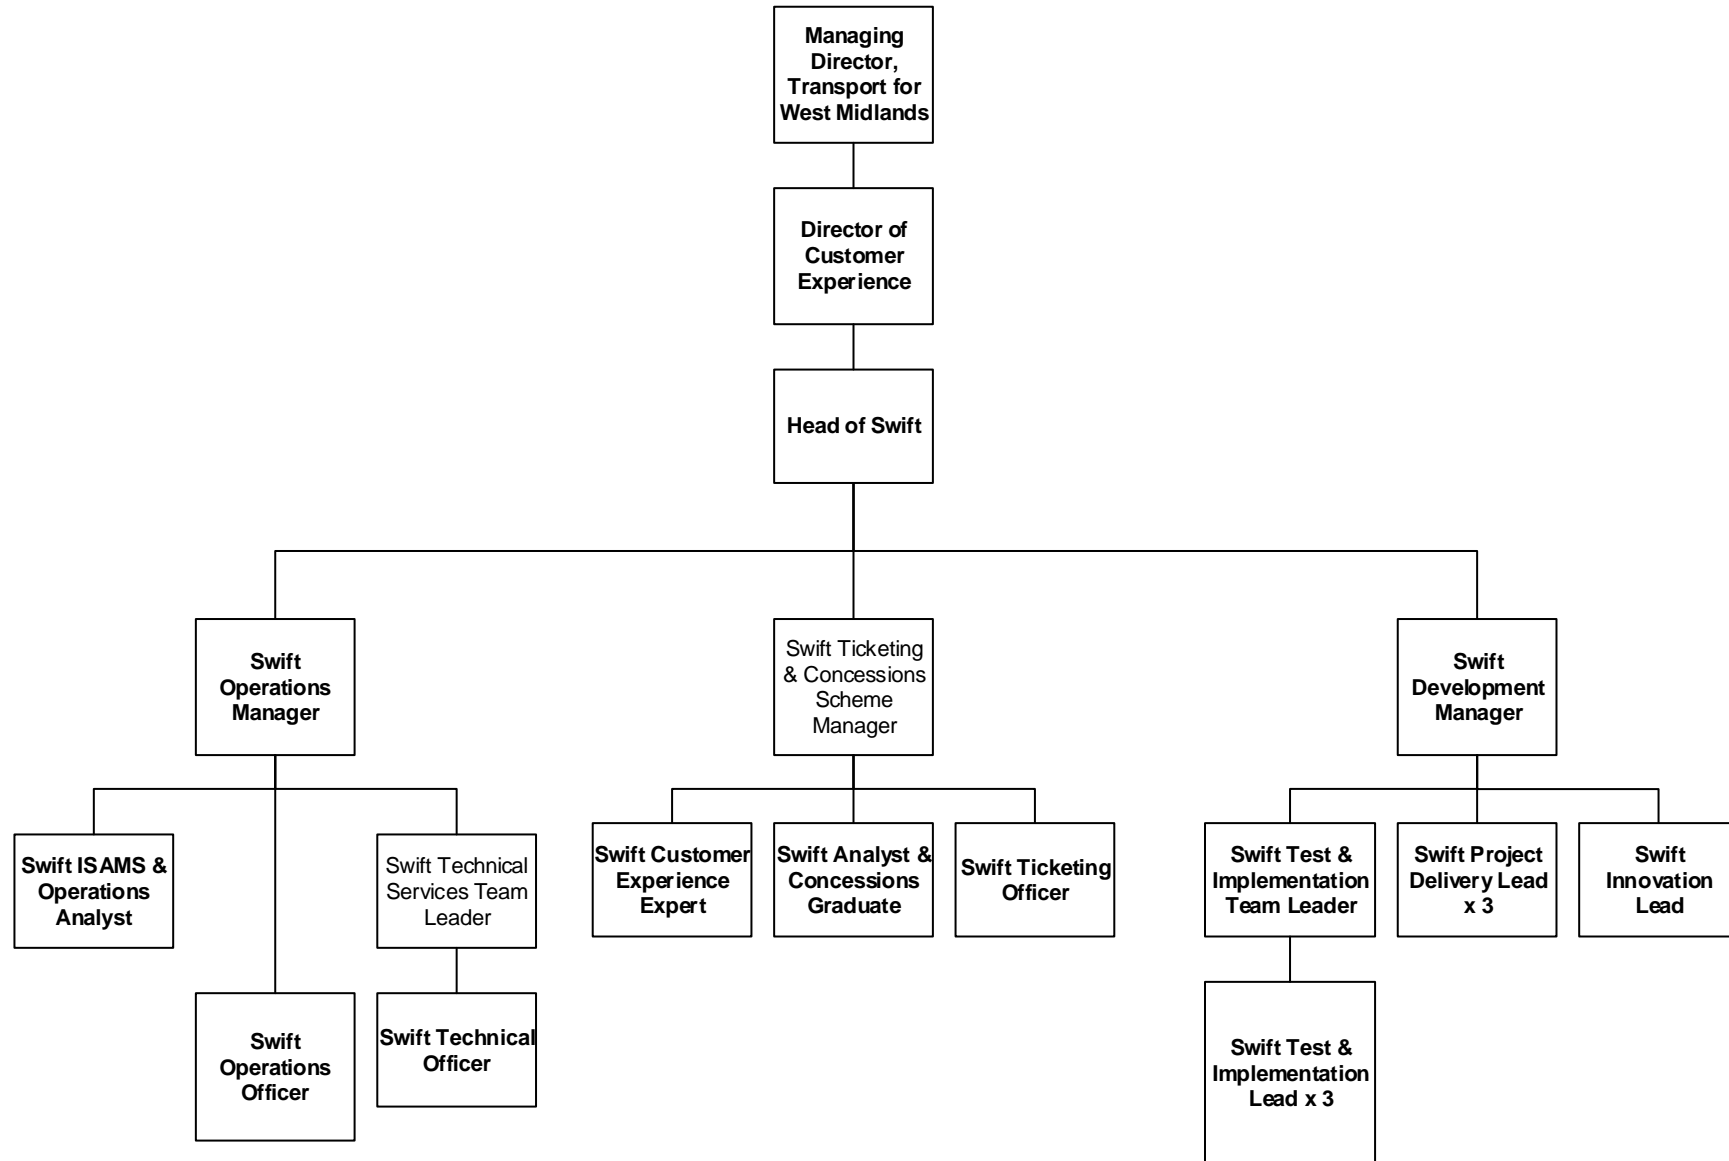 Managing
Director,
Transport for
West Midlands
Director of
Customer
Experience
Head of Swift
Swift
Operations
Manager
Swift Ticketing
& Concessions
Scheme
Manager
Swift
Development
Manager
Swift ISAMS &
Operations
Analyst
Swift Technical
Services Team
Leader
Swift Customer
Experience
Expert
Swift Analyst &
Concessions
Graduate
Swift Ticketing
Officer
Swift Test &
Implementation
Team Leader
Swift Project
Delivery Lead
x 3
Swift
Innovation
Lead
Swift
Operations
Officer
Swift Technical
Officer
Swift Test &
Implementation
Lead x 3